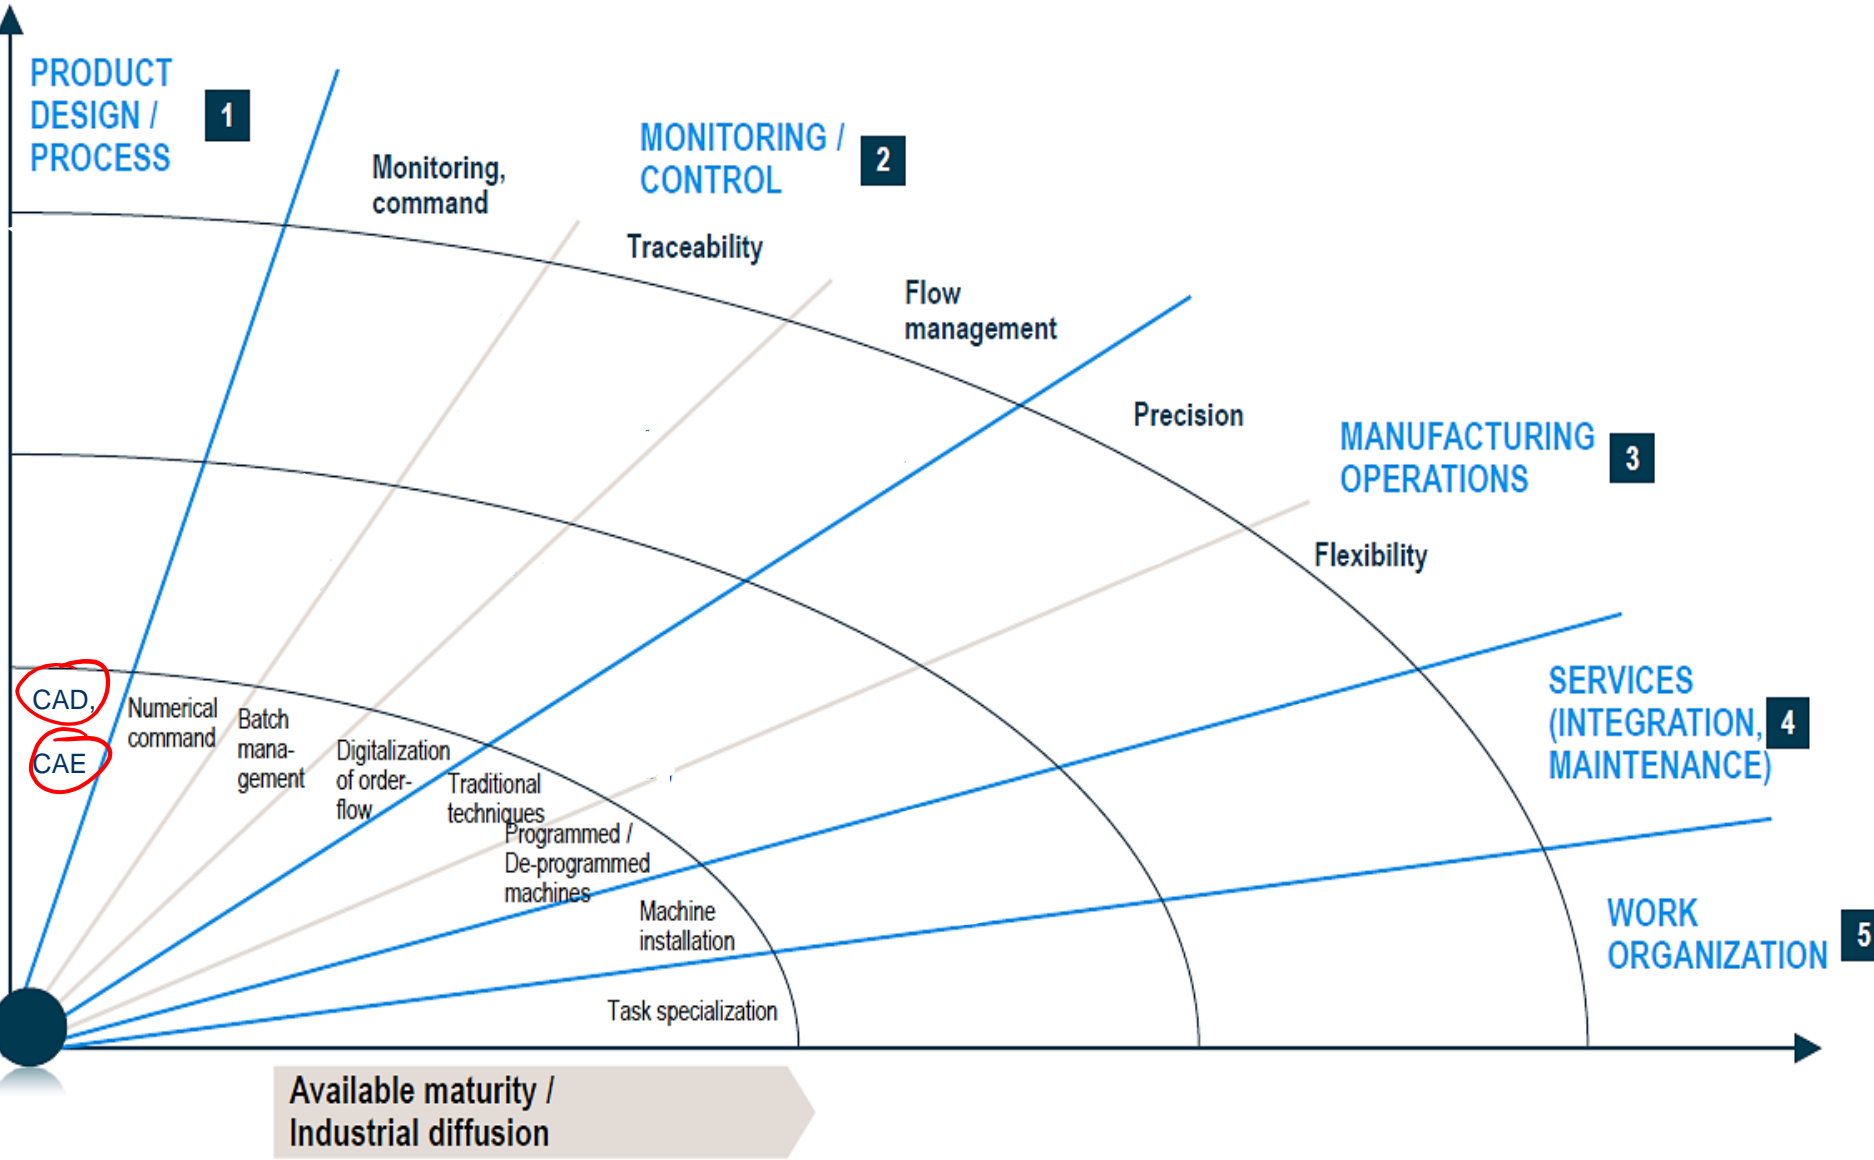 PRODUCT
DESIGN /
PROCESS
1
Monitoring,
command
MONITORING /
CONTROL
2
Traceability
Flow
management
Precision
MANUFACTURING
OPERATIONS
3
Flexibility
SERVICES
(INTEGRATION,
MAINTENANCE)
4
WORK
ORGANIZATION
5
CAD,
CAE
Numerical
command
Batch
mana-
gement
Digitalization
of order-
flow
Traditional
techniques
Programmed /
De-programmed
machines
Machine
installation
Task specialization
Available maturity /
Industrial diffusion